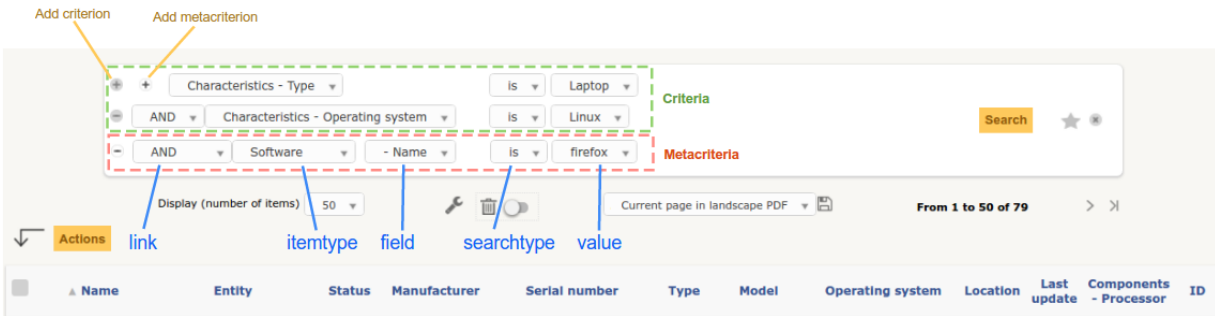 Add criterion Add metacriterion
+ + Characteristics - Type is Laptop
Criteria
- AND Characteristics - Operating system is Linux
Search
- AND Software - Name is firefox
Metacriteria
Display (number of items) 50 Current page in landscape PDF From 1 to 50 of 79
Actions link itemtype field searchtype value
Name Entity Status Manufacturer Serial number Type Model Operating system Location Last update Components - Processor ID